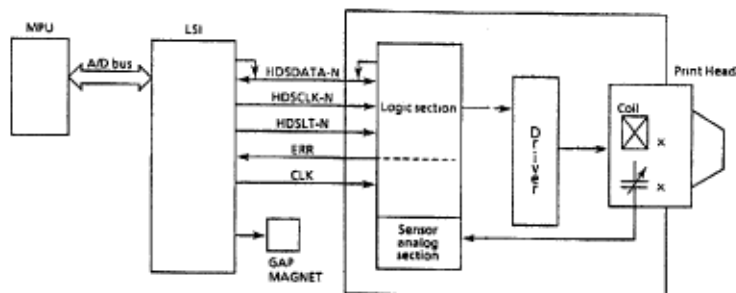 MPU
LSI
A/D bus
HDSDATA-N
HDSCLK-N
HDSLT-N
ERR
CLK
GAP
MAGNET
Logic section
Sensor
analog
section
Driver
Print Head
Coil
x
x